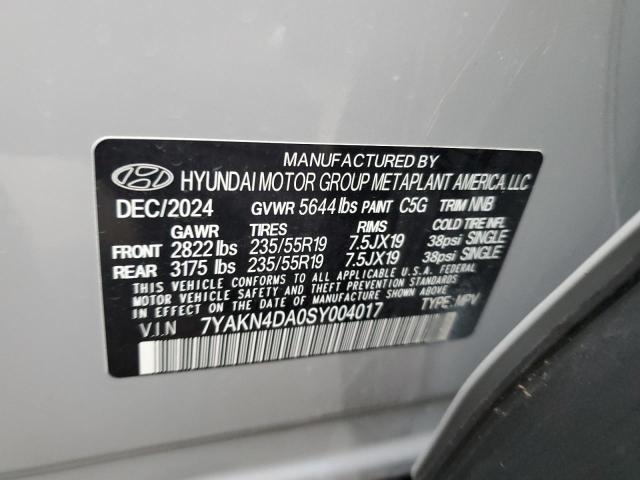 MANUFACTURED BY
HYUNDAI MOTOR GROUP METAPLANT AMERICA, LLC
DEC/2024 GVWR 5644 lbs PAINT C5G TRIM NNB
GAWR TIRES RIMS COLD TIRE INFL
FRONT 2822 lbs 235/55R19 7.5JX19 38psi SINGLE
REAR 3175 lbs 235/55R19 7.5JX19 38psi SINGLE
THIS VEHICLE CONFORMS TO ALL APPLICABLE U.S.A. FEDERAL
MOTOR VEHICLE SAFETY AND THEFT PREVENTION STANDARDS
IN EFFECT ON THE DATE OF MANUFACTURE SHOWN ABOVE.
V.I.N 7YAKN4DA0SY004017 TYPE: MPV